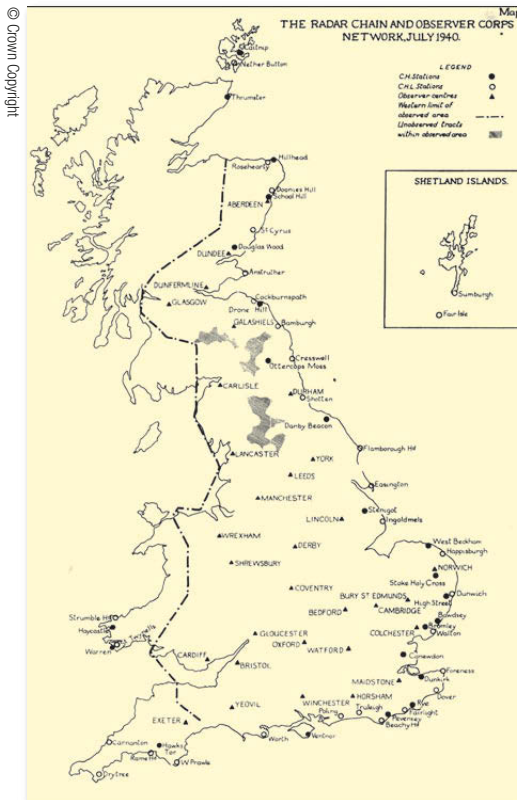 © Crown Copyright
Map
THE RADAR CHAIN AND OBSERVER CORPS
NETWORK, JULY 1940.
LEGEND
C.H. Stations
C.H.L. Stations
Observer centres
Western limit of
observed area
Unobserved tracts
within observed area
SHETLAND ISLANDS.
Sumburgh
Fair Isle
Nether Button
Thrumster
Hillhead
Rosehearty
Doonies Hill
School Hill
ABERDEEN
St Cyrus
Douglas Wood
DUNDEE
Anstruther
DUNFERMLINE
Cockburnspath
GLASGOW
Drone Hill
GALASHIELS
Bamburgh
Cresswell
Ottercops Moss
CARLISLE
DURHAM
Shotten
Danby Beacon
Flamborough Hd
LANCASTER
YORK
LEEDS
Easington
MANCHESTER
Stenigot
LINCOLN
Ingoldmels
WREXHAM
DERBY
West Beckham
Happisburgh
SHREWSBURY
NORWICH
Stoke Holy Cross
COVENTRY
BURY ST EDMUNDS
Dunwich
High Street
CAMBRIDGE
BEDFORD
Bawdsey
Strumble Hd
Haycastle
Bromley
GLOUCESTER
COLCHESTER
Walton
OXFORD
WATFORD
Warren
CARDIFF
Canewdon
BRISTOL
Foreness
MAIDSTONE
Dunkirk
Dover
YEOVIL
WINCHESTER
HORSHAM
Rye
Poling
Truleigh
Fairlight
Pevensey
EXETER
Beachy Hd
Worth
Ventnor
Carnanton
Hawks
Tor
Rame Hd
W. Prawle
Drytree